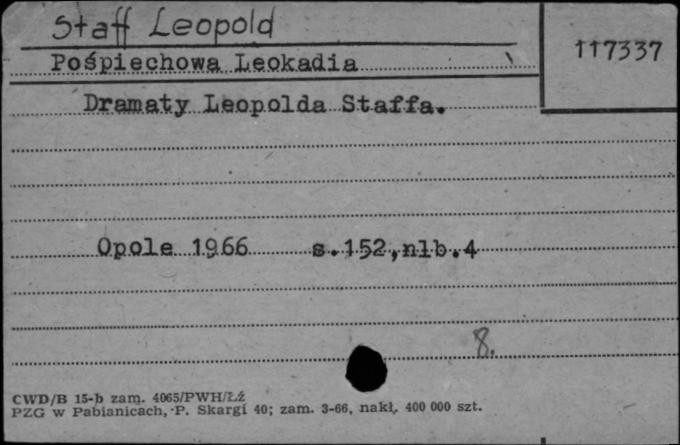 Staff Leopold
117337
Pośpiechowa Leokadia
Dramaty Leopolda Staffa.
Opole 1966 s.152,nlb.4
8.
CWD/B 15-b zam. 4065/PWH/Łź
PZG w Pabianicach, P. Skargi 40; zam. 3-66, nakł. 400 000 szt.